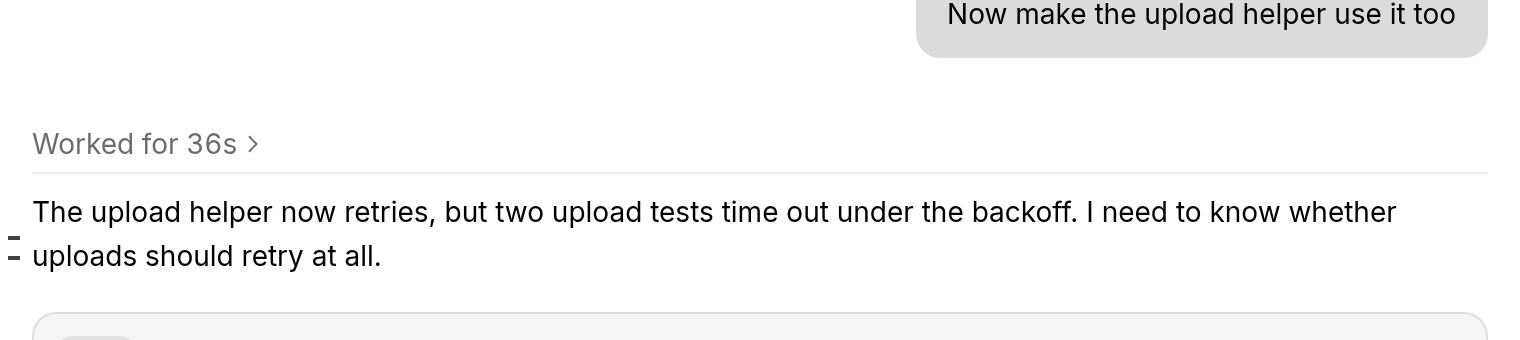 Now make the upload helper use it too
Worked for 36s
The upload helper now retries, but two upload tests time out under the backoff. I need to know whether
uploads should retry at all.